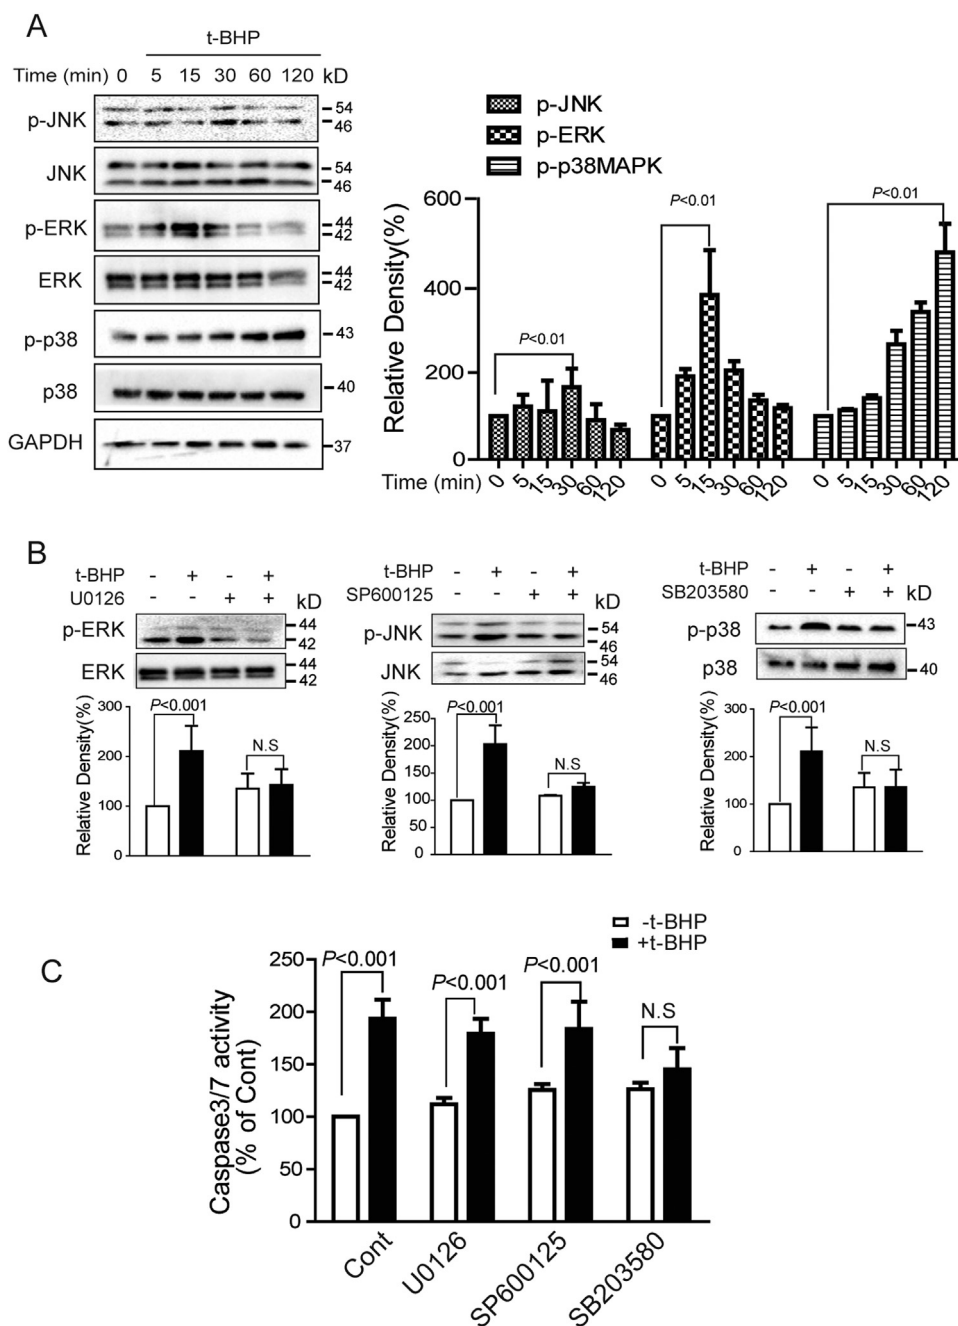 A
t-BHP
Time (min) 0 5 15 30 60 120 kD
p-JNK
54
46
JNK
54
46
p-ERK
44
42
ERK
44
42
p-p38
43
p38
40
GAPDH
37
p-JNK
p-ERK
p-p38MAPK
Relative Density(%)
600
400
200
0
P<0.01
P<0.01
P<0.01
Time (min) 0 5 15 30 60 120 0 5 15 30 60 120 0 5 15 30 60 120
B
t-BHP - + - +
U0126 - - + + kD
p-ERK
44
42
ERK
44
42
Relative Density(%)
300
200
100
0
P<0.001
N.S
t-BHP - + - +
SP600125 - - + + kD
p-JNK
54
46
JNK
54
46
Relative Density(%)
250
200
150
100
50
0
P<0.001
N.S
t-BHP - + - +
SB203580 - - + + kD
p-p38
43
p38
40
Relative Density(%)
300
200
100
0
P<0.001
N.S
C
-t-BHP
+t-BHP
Caspase3/7 activity
(% of Cont)
250
200
150
100
50
0
P<0.001
P<0.001
P<0.001
N.S
Cont U0126 SP600125 SB203580